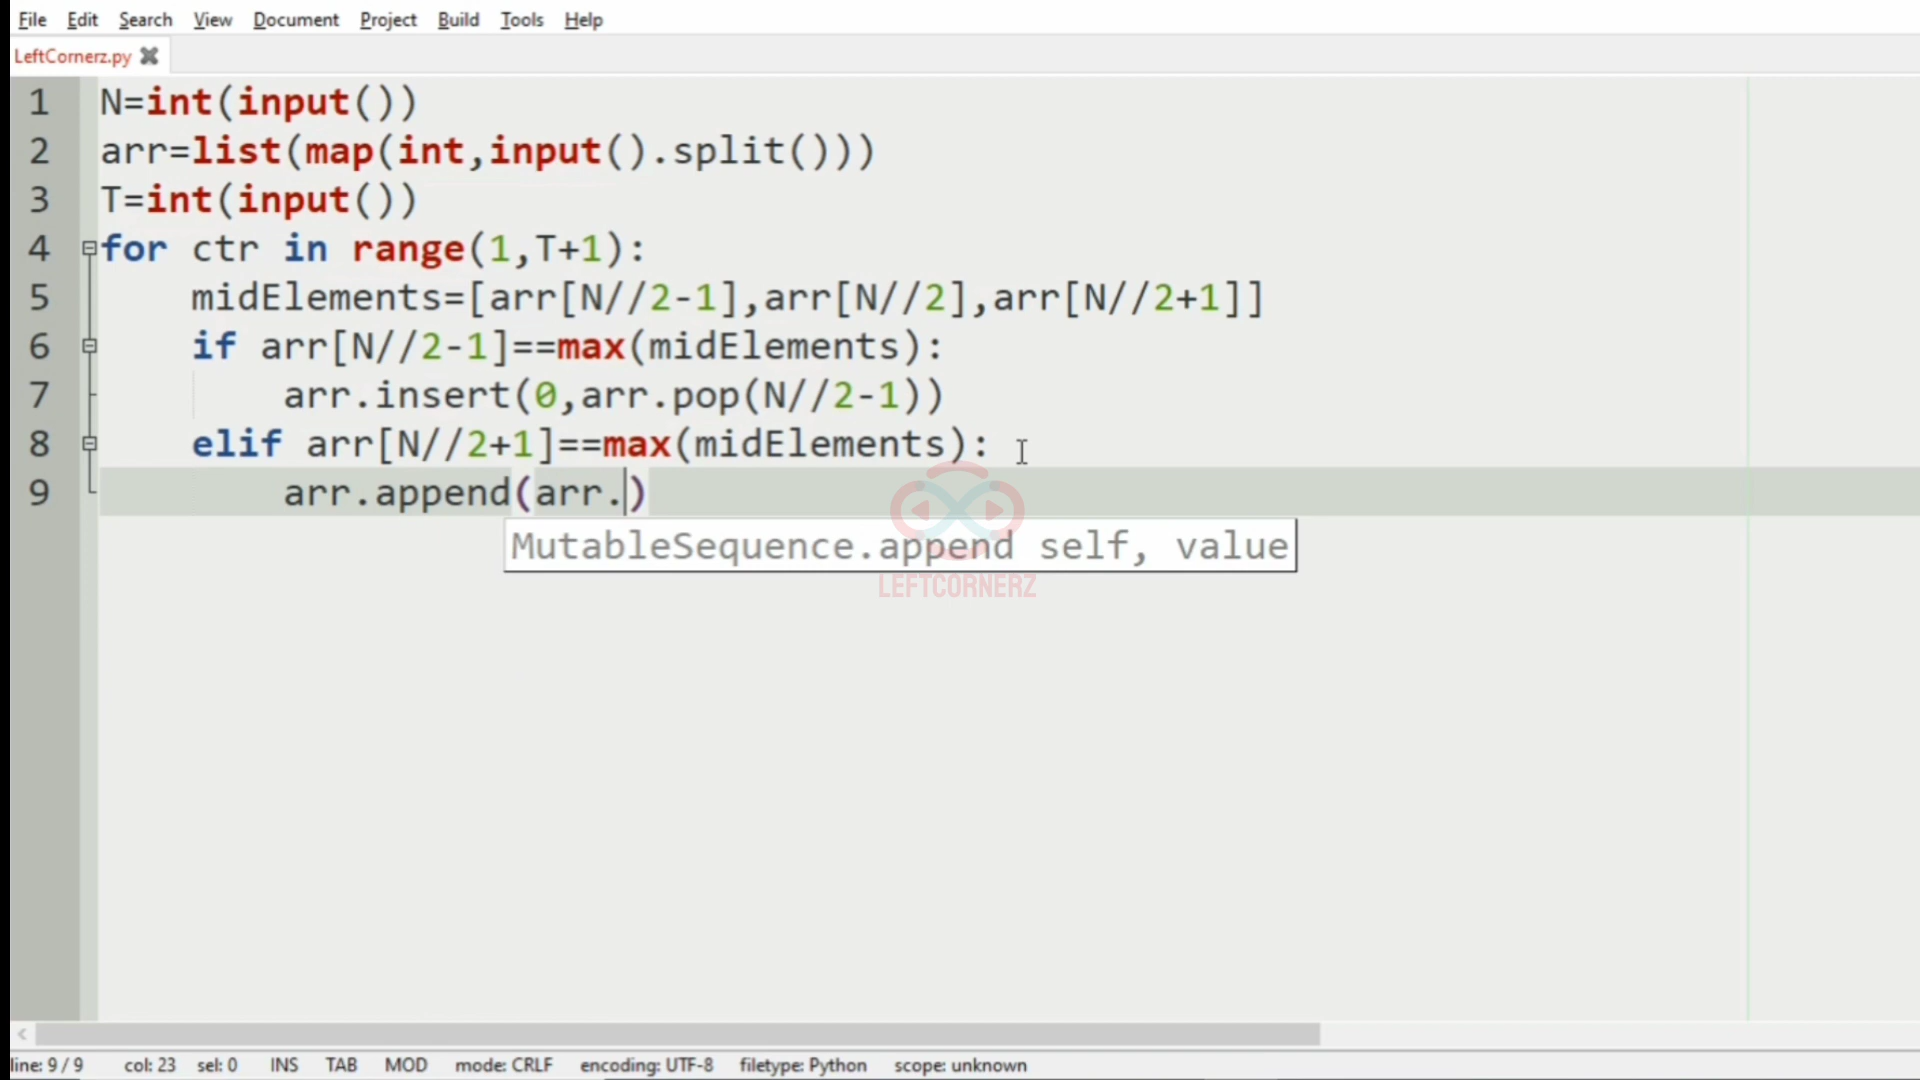 File Edit Search View Document Project Build Tools Help
LeftCornerz.py
1 N=int(input())
2 arr=list(map(int,input().split()))
3 T=int(input())
4 for ctr in range(1,T+1):
5     midElements=[arr[N//2-1],arr[N//2],arr[N//2+1]]
6     if arr[N//2-1]==max(midElements):
7         arr.insert(0,arr.pop(N//2-1))
8     elif arr[N//2+1]==max(midElements):
9         arr.append(arr.)
MutableSequence.append self, value
LEFTCORNERZ
line: 9 / 9 col: 23 sel: 0 INS TAB MOD mode: CRLF encoding: UTF-8 filetype: Python scope: unknown